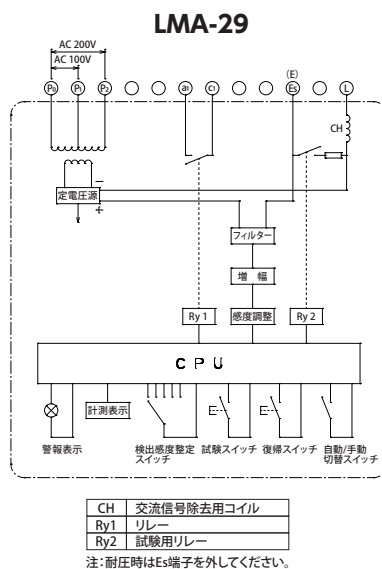 LMA-29
AC 200V
AC 100V
P₀ P₁ P₂ a₁ c₁ (E) Es L
CH
定電圧源
－
＋
フィルター
増 幅
Ry 1
感度調整
Ry 2
CPU
計測表示
警報表示
検出感度整定
スイッチ
試験スイッチ
復帰スイッチ
自動/手動
切替スイッチ
CH 交流信号除去用コイル
Ry1 リレー
Ry2 試験用リレー
注：耐圧時はEs端子を外してください。